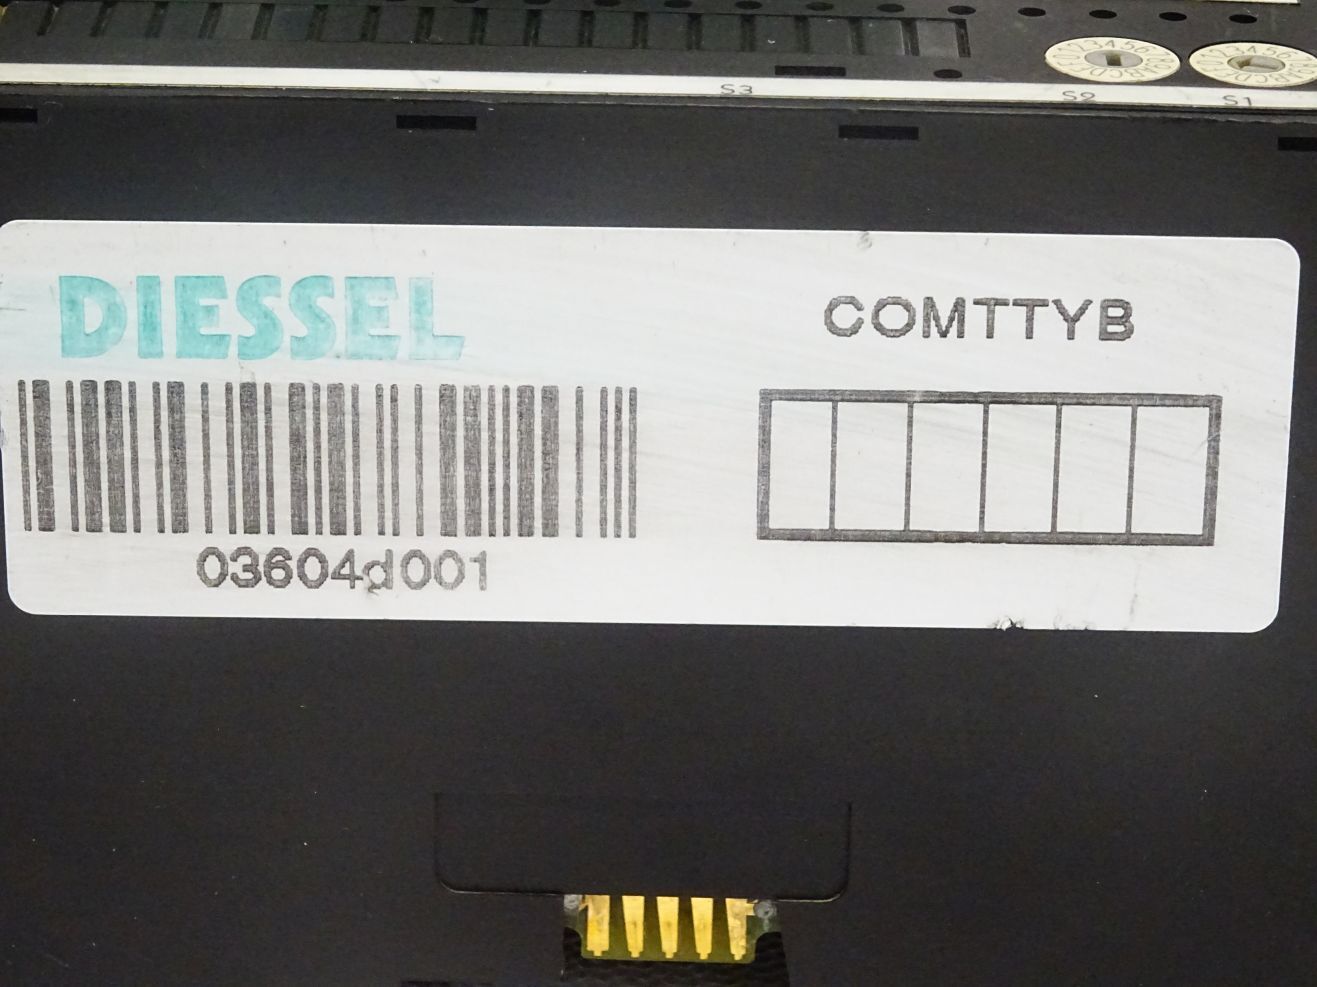 S3
S2
S1
DIESSEL
COMTTYB
03604d001